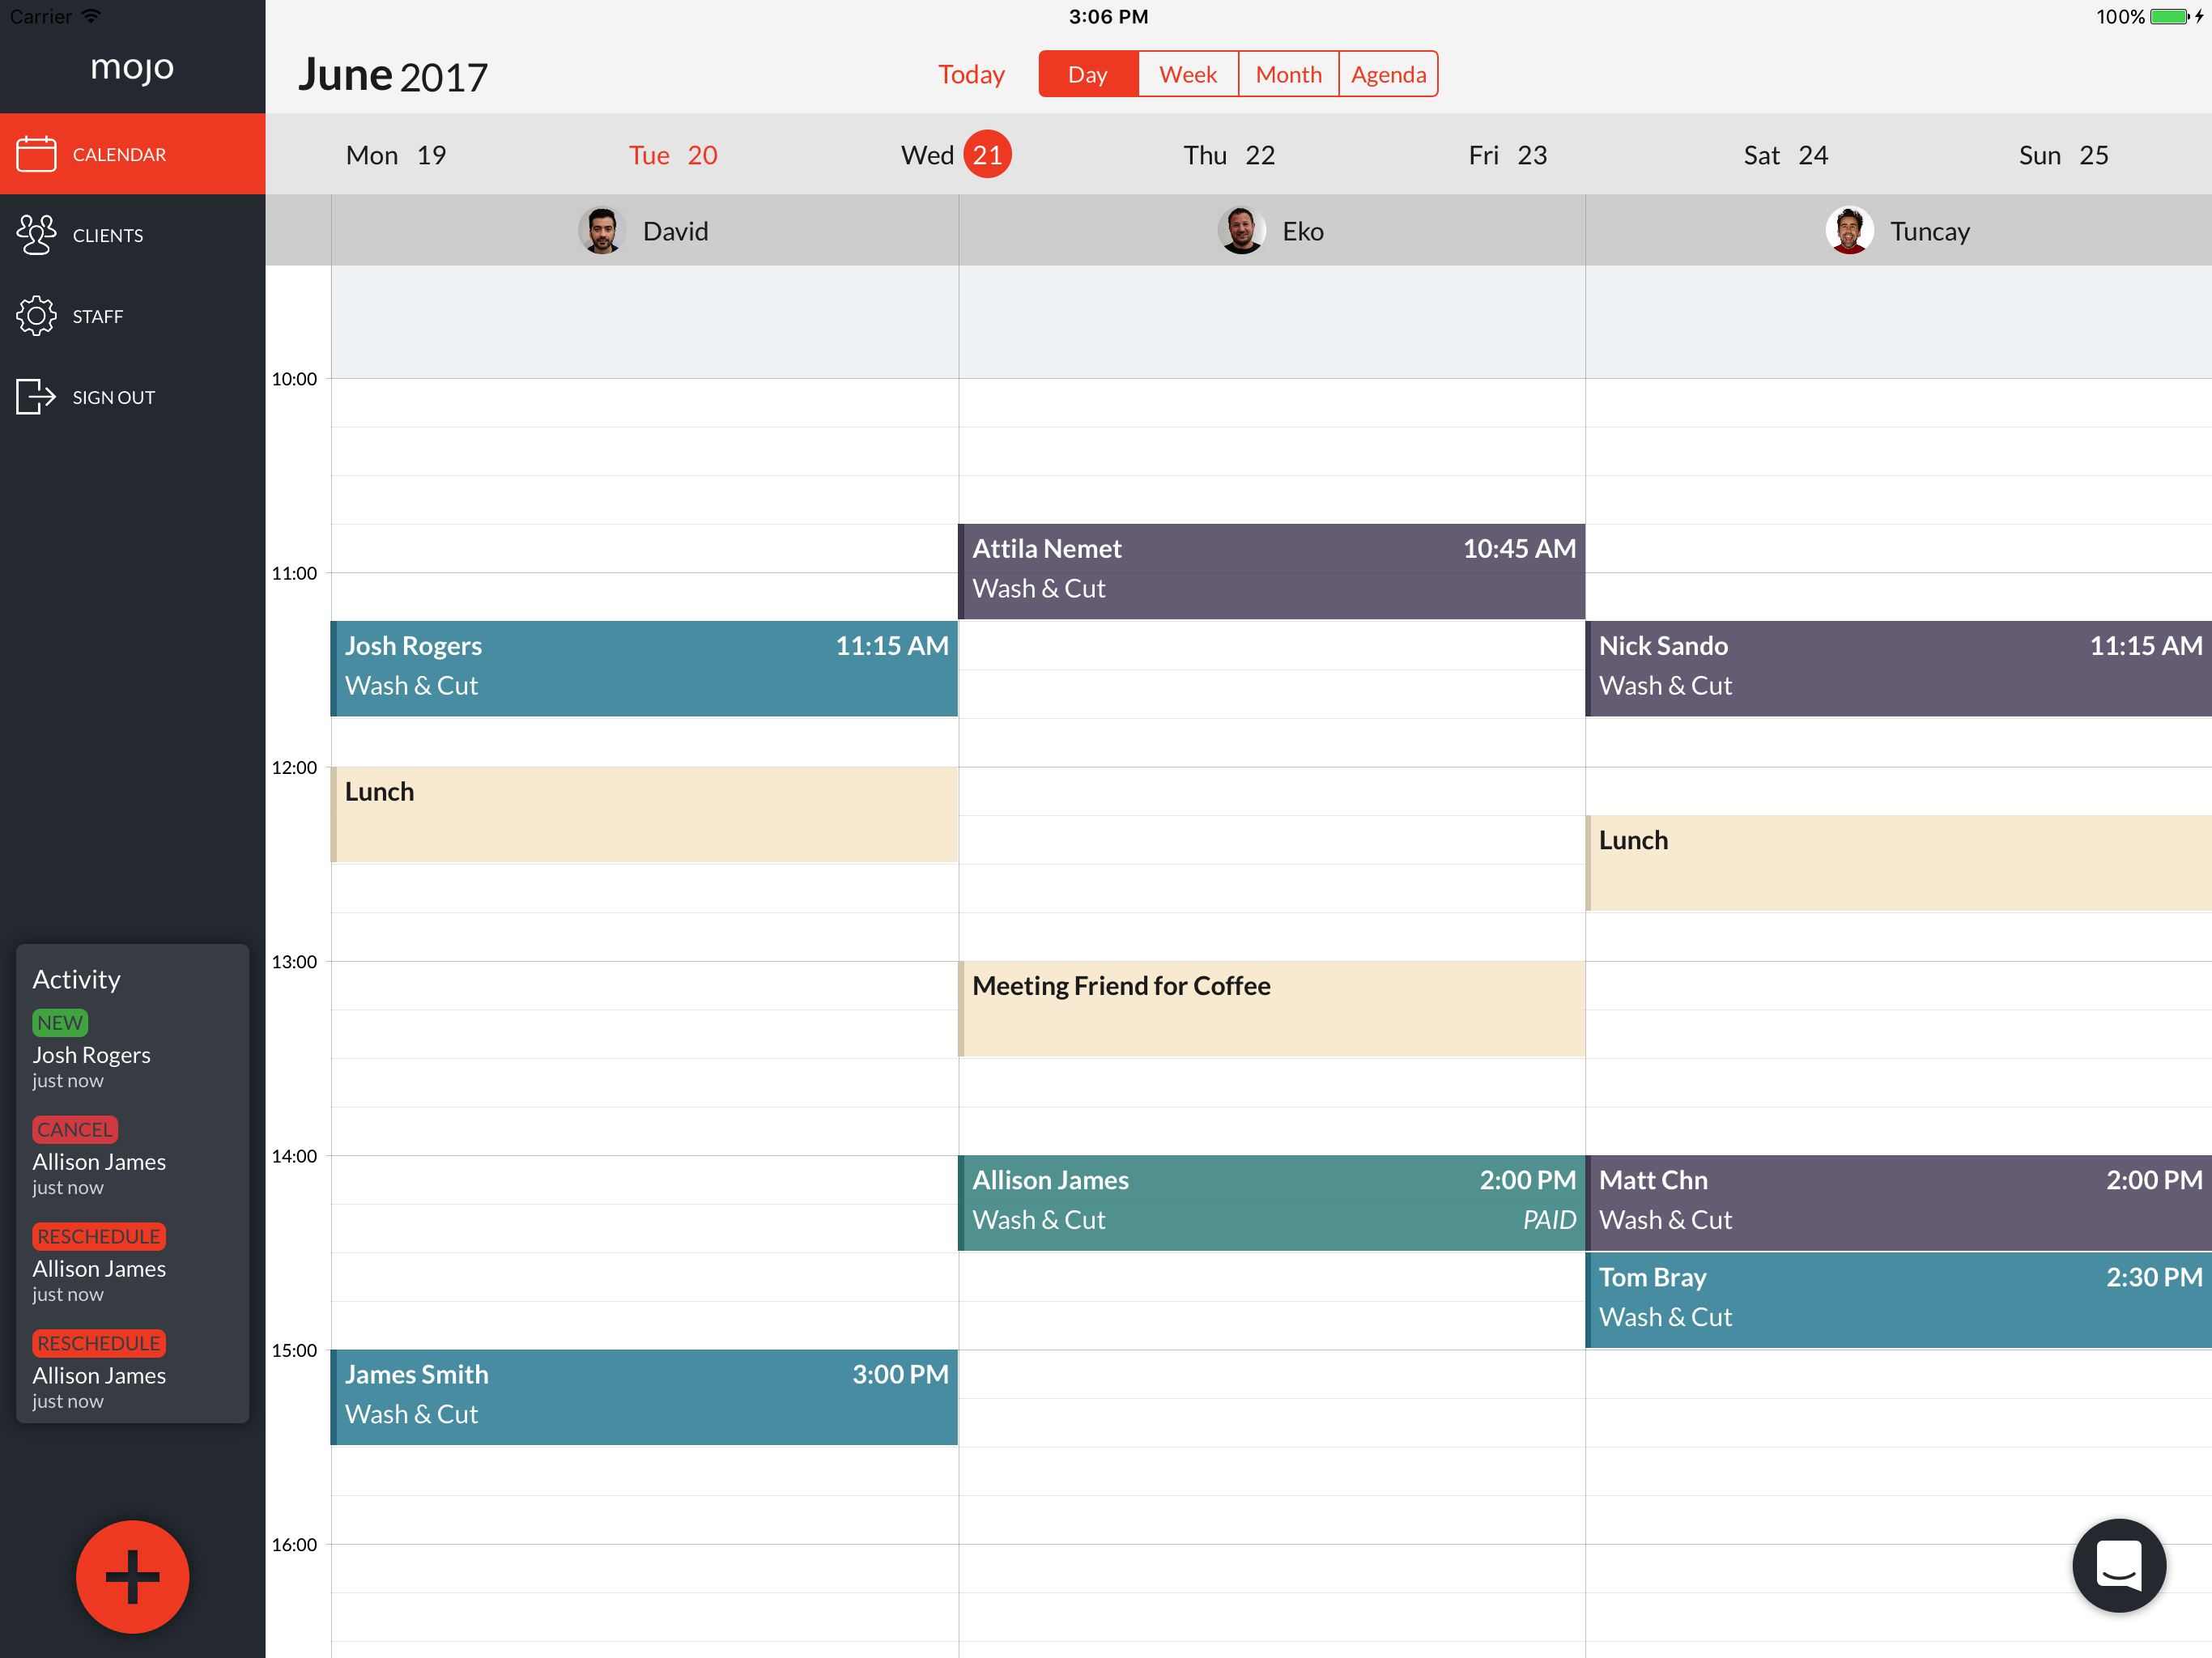 Carrier
3:06 PM
100%
mojo
June 2017
Today
Day
Week
Month
Agenda
CALENDAR
CLIENTS
STAFF
SIGN OUT
Mon 19
Tue 20
Wed 21
Thu 22
Fri 23
Sat 24
Sun 25
David
Eko
Tuncay
10:00
Attila Nemet 10:45 AM
Wash & Cut
11:00
Josh Rogers 11:15 AM
Wash & Cut
Nick Sando 11:15 AM
Wash & Cut
12:00
Lunch
Lunch
13:00
Meeting Friend for Coffee
14:00
Allison James 2:00 PM
Wash & Cut PAID
Matt Chn 2:00 PM
Wash & Cut
Tom Bray 2:30 PM
Wash & Cut
15:00
James Smith 3:00 PM
Wash & Cut
16:00
Activity
NEW
Josh Rogers
just now
CANCEL
Allison James
just now
RESCHEDULE
Allison James
just now
RESCHEDULE
Allison James
just now